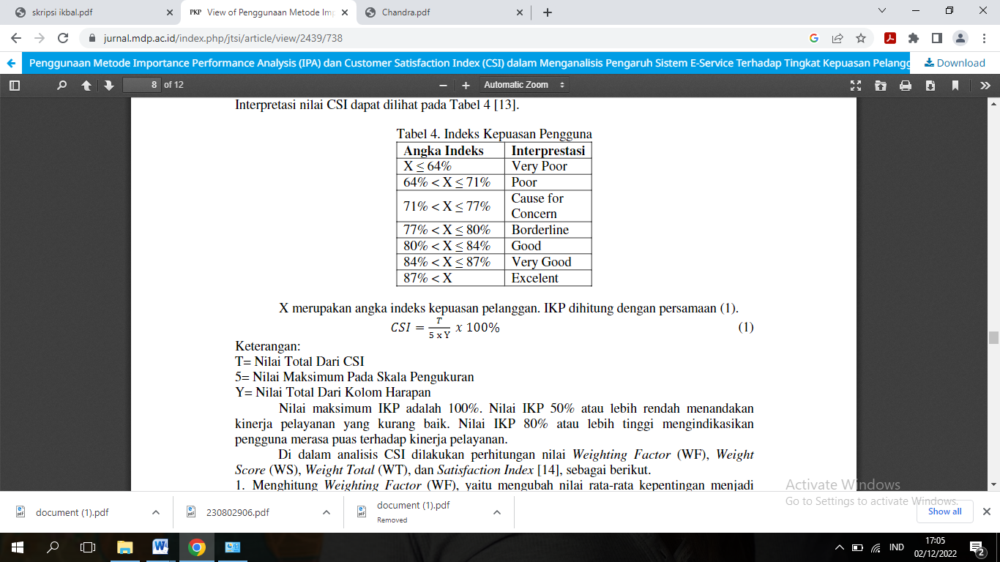 skripsi ikbal.pdf
PKP View of Penggunaan Metode Imp
Chandra.pdf
jurnal.mdp.ac.id/index.php/jtsi/article/view/2439/738
Penggunaan Metode Importance Performance Analysis (IPA) dan Customer Satisfaction Index (CSI) dalam Menganalisis Pengaruh Sistem E-Service Terhadap Tingkat Kepuasan Pelangg
Download
8 of 12
Automatic Zoom
Interpretasi nilai CSI dapat dilihat pada Tabel 4 [13].
Tabel 4. Indeks Kepuasan Pengguna
Angka Indeks Interprestasi
X ≤ 64% Very Poor
64% < X ≤ 71% Poor
71% < X ≤ 77% Cause for
Concern
77% < X ≤ 80% Borderline
80% < X ≤ 84% Good
84% < X ≤ 87% Very Good
87% < X Excelent
X merupakan angka indeks kepuasan pelanggan. IKP dihitung dengan persamaan (1).
CSI = T / 5 x Y x 100% (1)
Keterangan:
T= Nilai Total Dari CSI
5= Nilai Maksimum Pada Skala Pengukuran
Y= Nilai Total Dari Kolom Harapan
Nilai maksimum IKP adalah 100%. Nilai IKP 50% atau lebih rendah menandakan
kinerja pelayanan yang kurang baik. Nilai IKP 80% atau lebih tinggi mengindikasikan
pengguna merasa puas terhadap kinerja pelayanan.
Di dalam analisis CSI dilakukan perhitungan nilai Weighting Factor (WF), Weight
Score (WS), Weight Total (WT), dan Satisfaction Index [14], sebagai berikut.
1. Menghitung Weighting Factor (WF), yaitu mengubah nilai rata-rata kepentingan menjadi
Activate Windows
Go to Settings to activate Windows.
document (1).pdf
230802906.pdf
document (1).pdf
Removed
Show all
IND
17:05
02/12/2022
2